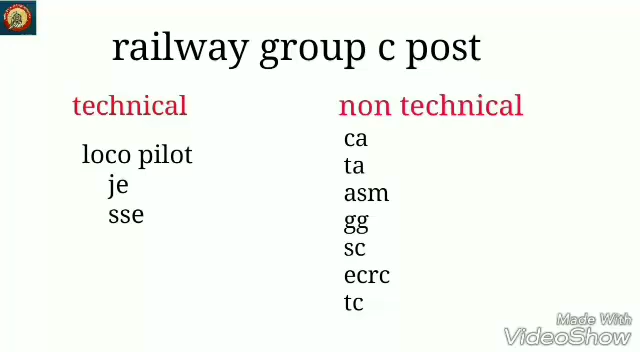 railway group c post
technical
loco pilot
je
sse
non technical
ca
ta
asm
gg
sc
ecrc
tc
Made With
VideoShow